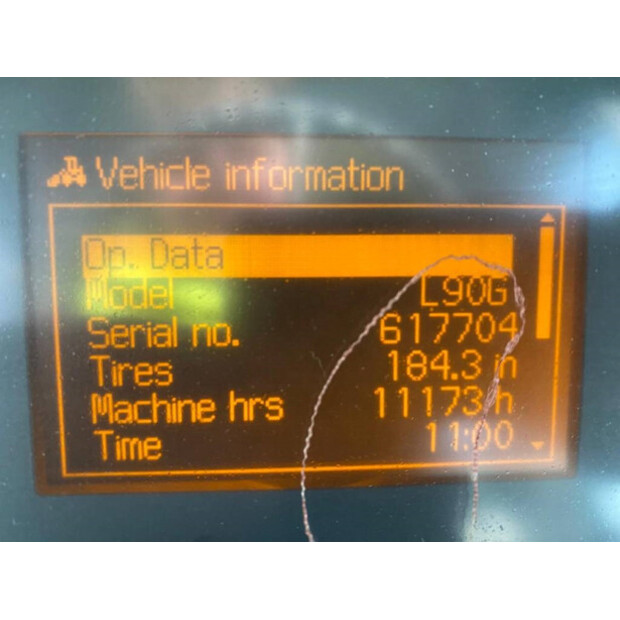 Vehicle information
Op. Data
Model L90G
Serial no. 617704
Tires 184.3 in
Machine hrs 11173 h
Time 11:00